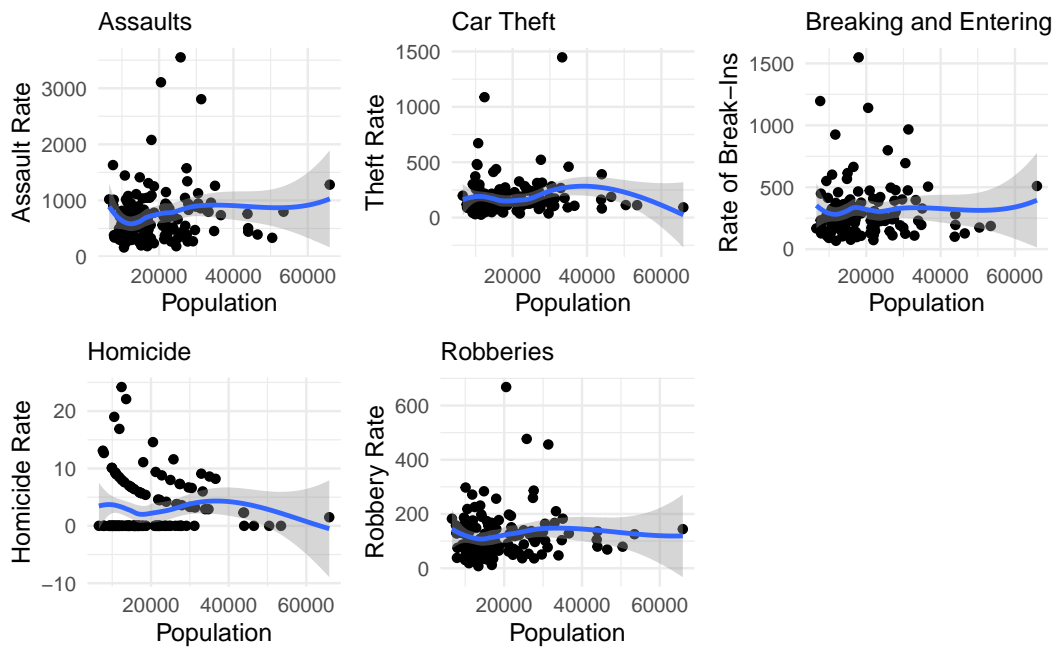 Assaults
Assault Rate
3000
2000
1000
0
20000 40000 60000
Population
Car Theft
Theft Rate
1500
1000
500
0
20000 40000 60000
Population
Breaking and Entering
Rate of Break−Ins
1500
1000
500
0
20000 40000 60000
Population
Homicide
Homicide Rate
20
10
0
−10
20000 40000 60000
Population
Robberies
Robbery Rate
600
400
200
0
20000 40000 60000
Population